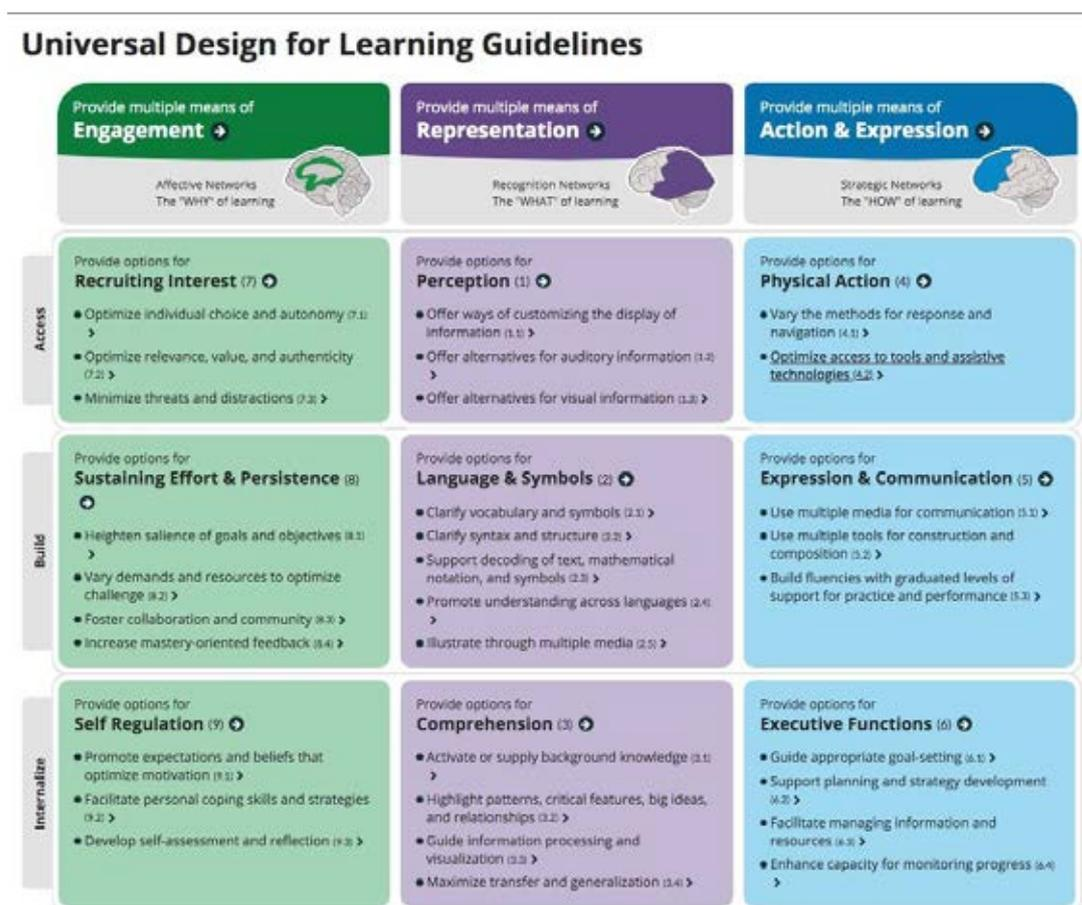 Universal Design for Learning Guidelines
Provide multiple means of
Engagement
Affective Networks
The "WHY" of learning
Provide multiple means of
Representation
Recognition Networks
The "WHAT" of learning
Provide multiple means of
Action & Expression
Strategic Networks
The "HOW" of learning
Access
Provide options for
Recruiting Interest (7)
Optimize individual choice and autonomy (7.1)
Optimize relevance, value, and authenticity
(7.2)
Minimize threats and distractions (7.3)
Provide options for
Perception (1)
Offer ways of customizing the display of
information (1.1)
Offer alternatives for auditory information (1.2)
Offer alternatives for visual information (1.3)
Provide options for
Physical Action (4)
Vary the methods for response and
navigation (4.1)
Optimize access to tools and assistive
technologies (4.2)
Build
Provide options for
Sustaining Effort & Persistence (8)
Heighten salience of goals and objectives (8.1)
Vary demands and resources to optimize
challenge (8.2)
Foster collaboration and community (8.3)
Increase mastery-oriented feedback (8.4)
Provide options for
Language & Symbols (2)
Clarify vocabulary and symbols (2.1)
Clarify syntax and structure (2.2)
Support decoding of text, mathematical
notation, and symbols (2.3)
Promote understanding across languages (2.4)
Illustrate through multiple media (2.5)
Provide options for
Expression & Communication (5)
Use multiple media for communication (5.1)
Use multiple tools for construction and
composition (5.2)
Build fluencies with graduated levels of
support for practice and performance (5.3)
Internalize
Provide options for
Self Regulation (9)
Promote expectations and beliefs that
optimize motivation (9.1)
Facilitate personal coping skills and strategies
(9.2)
Develop self-assessment and reflection (9.3)
Provide options for
Comprehension (3)
Activate or supply background knowledge (3.1)
Highlight patterns, critical features, big ideas,
and relationships (3.2)
Guide information processing and
visualization (3.3)
Maximize transfer and generalization (3.4)
Provide options for
Executive Functions (6)
Guide appropriate goal-setting (6.1)
Support planning and strategy development
(6.2)
Facilitate managing information and
resources (6.3)
Enhance capacity for monitoring progress (6.4)